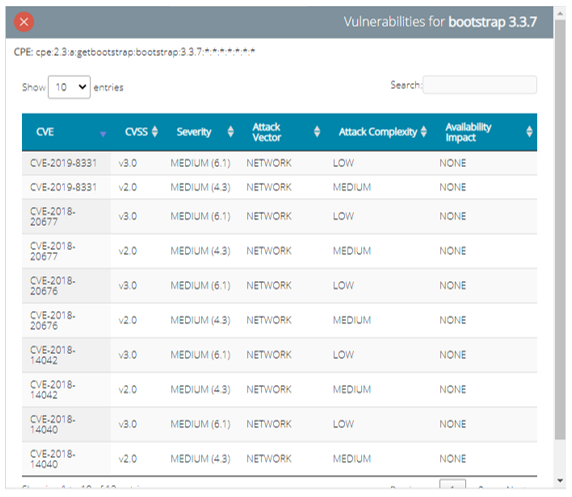 Vulnerabilities for bootstrap 3.3.7
CPE: cpe:2.3:a:getbootstrap:bootstrap:3.3.7:*:*:*:*:*:*:*
Show 10 entries Search:
CVE CVSS Severity Attack Vector Attack Complexity Availability Impact
CVE-2019-8331 v3.0 MEDIUM (6.1) NETWORK LOW NONE
CVE-2019-8331 v2.0 MEDIUM (4.3) NETWORK MEDIUM NONE
CVE-2018-20677 v3.0 MEDIUM (6.1) NETWORK LOW NONE
CVE-2018-20677 v2.0 MEDIUM (4.3) NETWORK MEDIUM NONE
CVE-2018-20676 v3.0 MEDIUM (6.1) NETWORK LOW NONE
CVE-2018-20676 v2.0 MEDIUM (4.3) NETWORK MEDIUM NONE
CVE-2018-14042 v3.0 MEDIUM (6.1) NETWORK LOW NONE
CVE-2018-14042 v2.0 MEDIUM (4.3) NETWORK MEDIUM NONE
CVE-2018-14040 v3.0 MEDIUM (6.1) NETWORK LOW NONE
CVE-2018-14040 v2.0 MEDIUM (4.3) NETWORK MEDIUM NONE